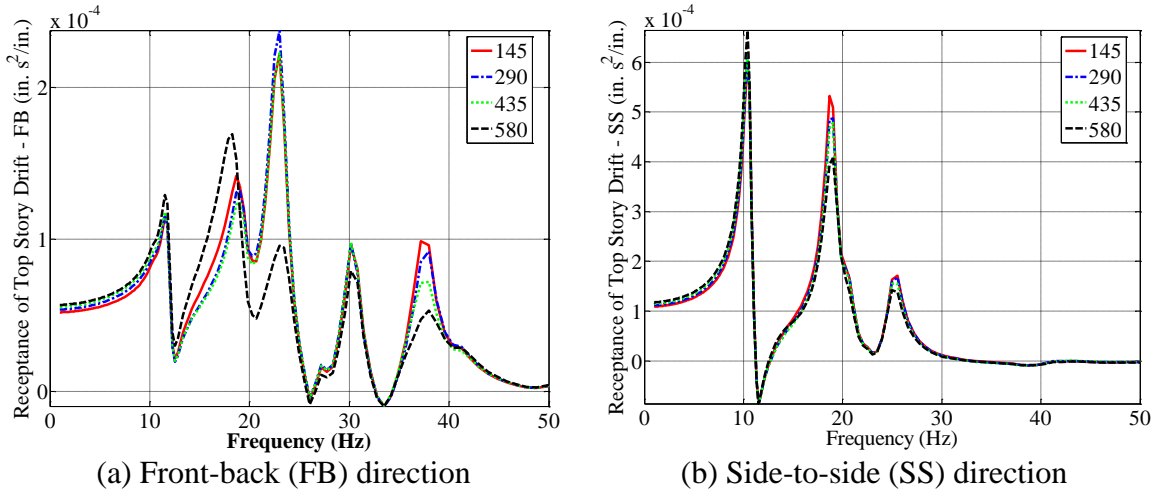 x 10-4
Receptance of Top Story Drift - FB (in. s2/in.)
2
1
0
145
290
435
580
0 10 20 30 40 50
Frequency (Hz)
(a) Front-back (FB) direction
x 10-4
Receptance of Top Story Drift - SS (in. s2/in.)
6
5
4
3
2
1
0
145
290
435
580
0 10 20 30 40 50
Frequency (Hz)
(b) Side-to-side (SS) direction